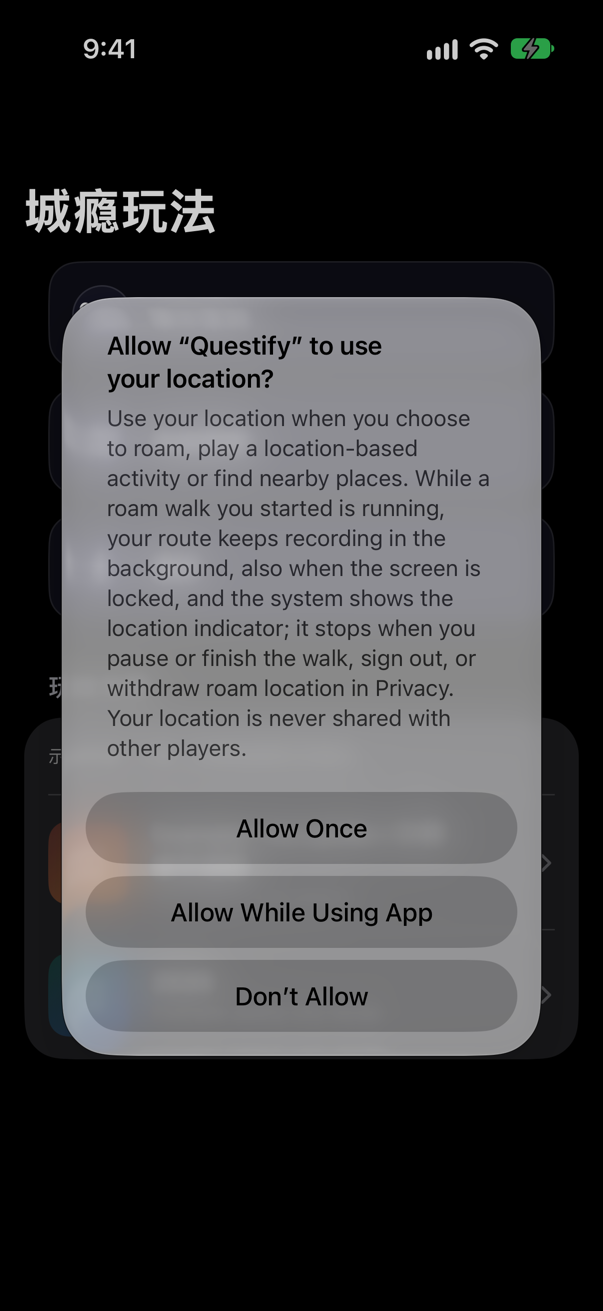 9:41
城瘾玩法
Allow “Questify” to use
your location?
Use your location when you choose
to roam, play a location-based
activity or find nearby places. While a
roam walk you started is running,
your route keeps recording in the
background, also when the screen is
locked, and the system shows the
location indicator; it stops when you
pause or finish the walk, sign out, or
withdraw roam location in Privacy.
Your location is never shared with
other players.
Allow Once
Allow While Using App
Don’t Allow